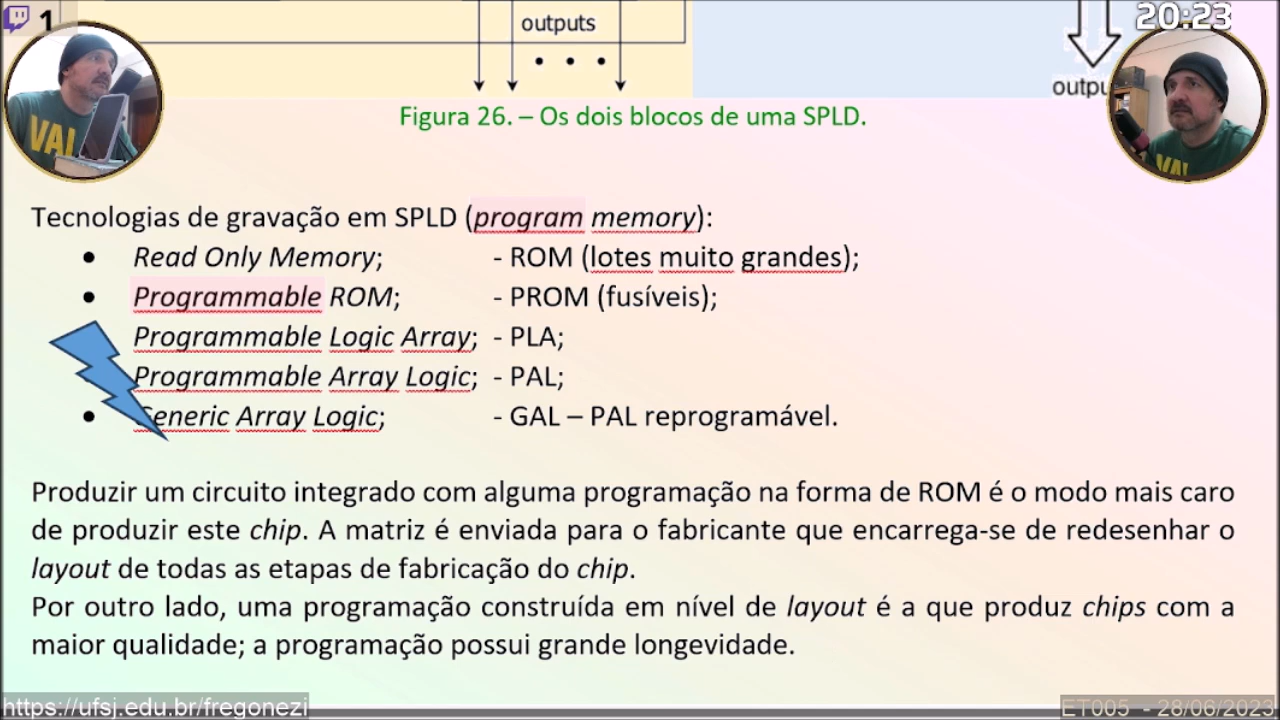 1
20:23
outputs
• • •
outpu
Figura 26. – Os dois blocos de uma SPLD.
VAL
VAL
Tecnologias de gravação em SPLD (program memory):
• Read Only Memory; - ROM (lotes muito grandes);
• Programmable ROM; - PROM (fusíveis);
Programmable Logic Array; - PLA;
Programmable Array Logic; - PAL;
• Generic Array Logic; - GAL – PAL reprogramável.
Produzir um circuito integrado com alguma programação na forma de ROM é o modo mais caro
de produzir este chip. A matriz é enviada para o fabricante que encarrega-se de redesenhar o
layout de todas as etapas de fabricação do chip.
Por outro lado, uma programação construída em nível de layout é a que produz chips com a
maior qualidade; a programação possui grande longevidade.
https://ufsj.edu.br/fregonezi
ET005 - 28/06/2023